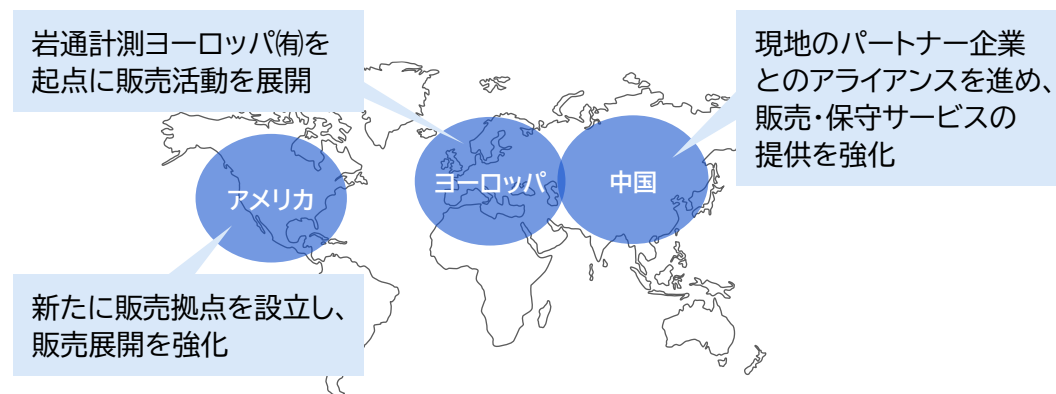 岩通計測ヨーロッパ㈲を
起点に販売活動を展開
現地のパートナー企業
とのアライアンスを進め、
販売・保守サービスの
提供を強化
アメリカ
ヨーロッパ
中国
新たに販売拠点を設立し、
販売展開を強化